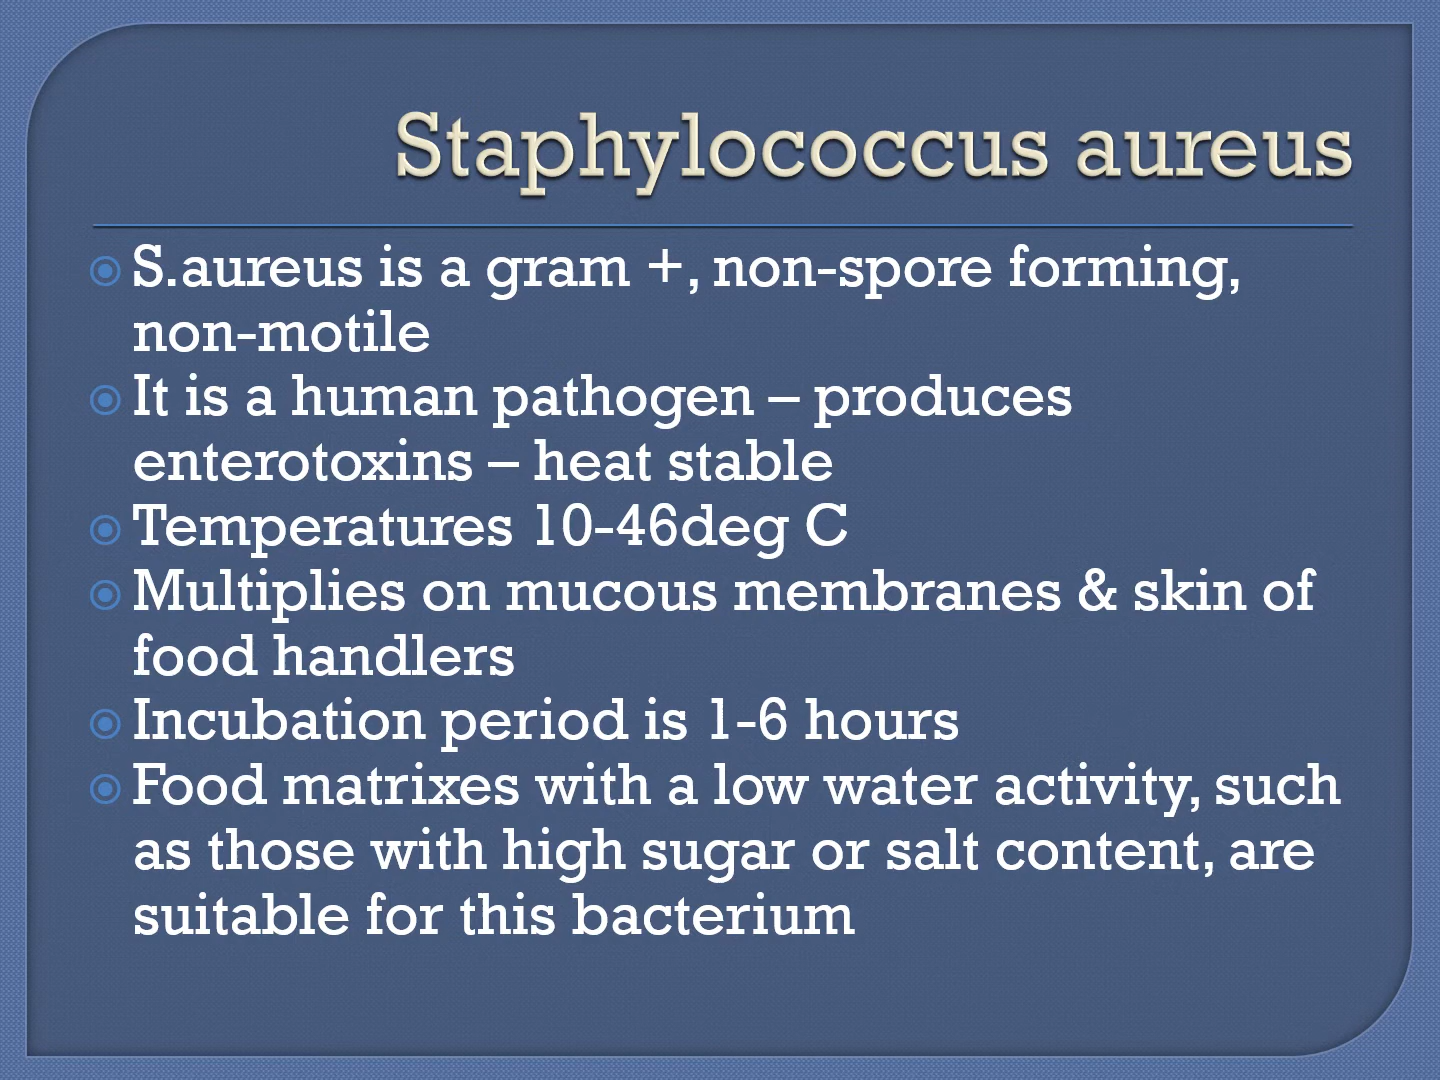 Staphylococcus aureus
S.aureus is a gram +, non-spore forming,
non-motile
It is a human pathogen – produces
enterotoxins – heat stable
Temperatures 10-46deg C
Multiplies on mucous membranes & skin of
food handlers
Incubation period is 1-6 hours
Food matrixes with a low water activity, such
as those with high sugar or salt content, are
suitable for this bacterium